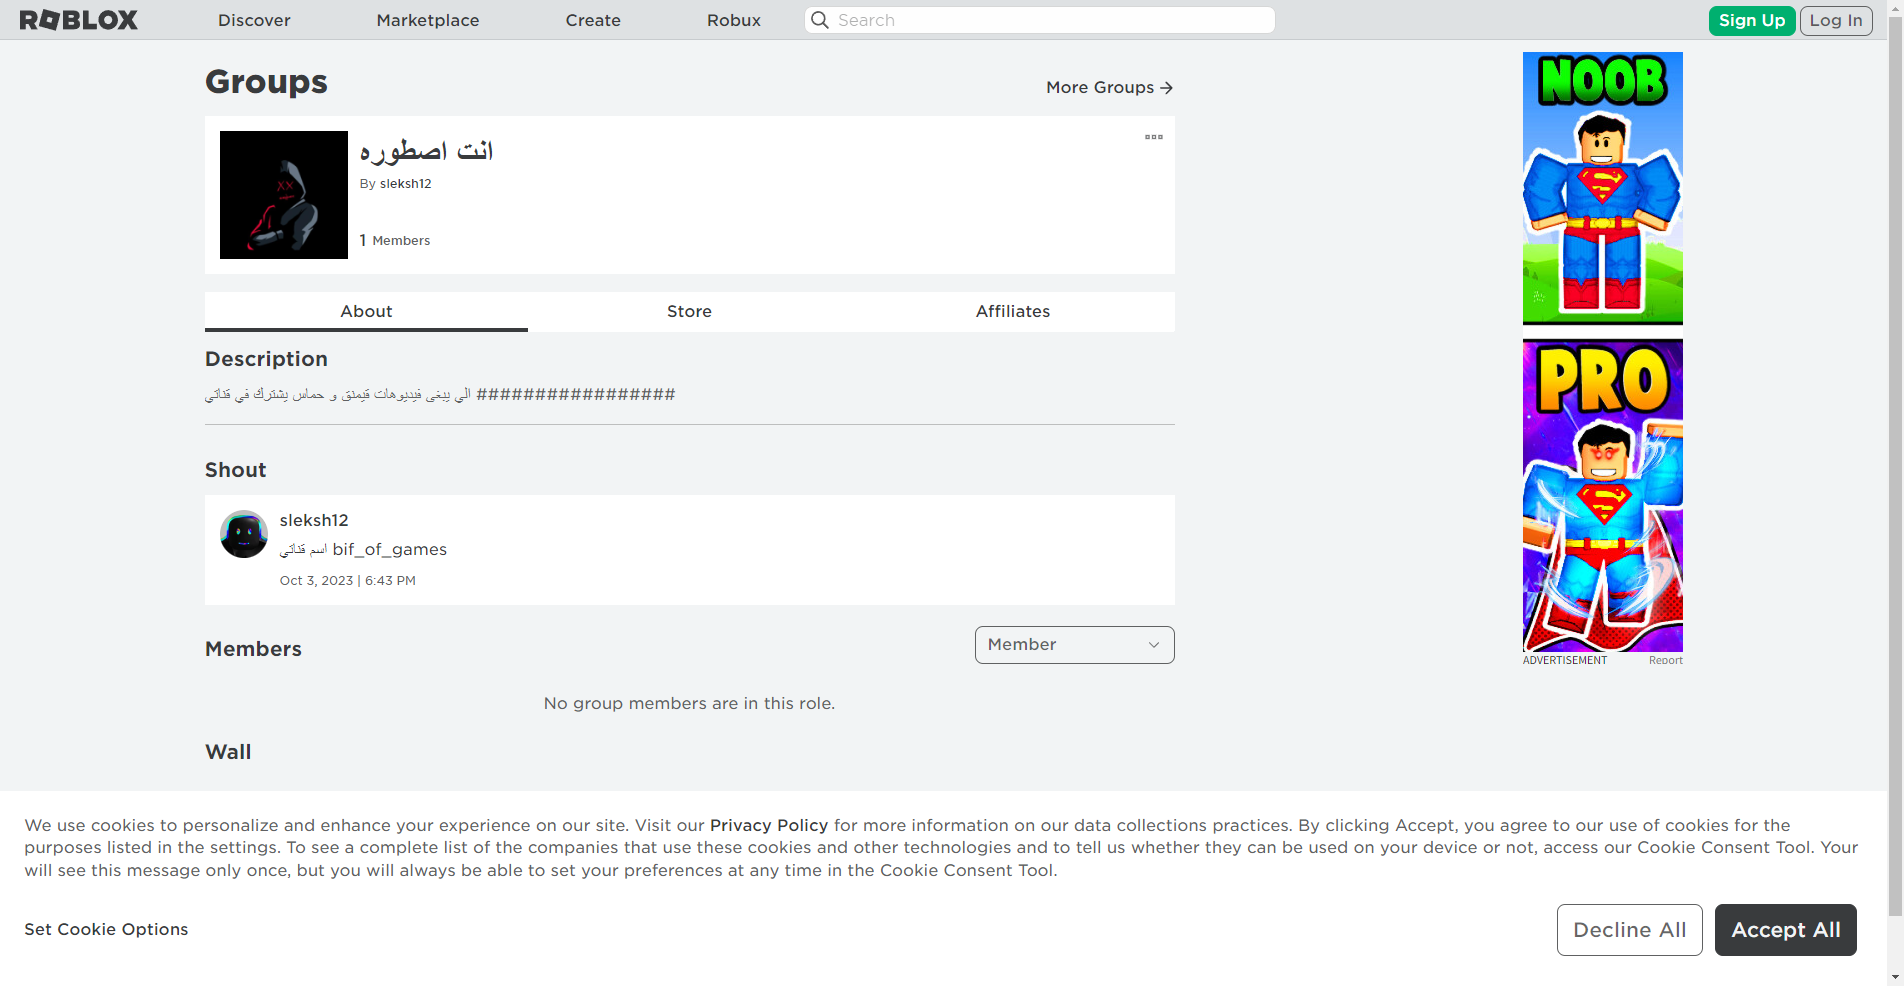 ROBLOX
Discover
Marketplace
Create
Robux
Search
Sign Up
Log In
Groups
More Groups
انت اصطوره
By sleksh12
1 Members
About
Store
Affiliates
Description
الي يبغى فيديوهات قيمنق و حماس يشترك في قناتي #################
Shout
sleksh12
اسم قناتي bif_of_games
Oct 3, 2023 | 6:43 PM
Members
Member
No group members are in this role.
Wall
NOOB
PRO
ADVERTISEMENT
Report
We use cookies to personalize and enhance your experience on our site. Visit our Privacy Policy for more information on our data collections practices. By clicking Accept, you agree to our use of cookies for the
purposes listed in the settings. To see a complete list of the companies that use these cookies and other technologies and to tell us whether they can be used on your device or not, access our Cookie Consent Tool. Your
will see this message only once, but you will always be able to set your preferences at any time in the Cookie Consent Tool.
Set Cookie Options
Decline All
Accept All